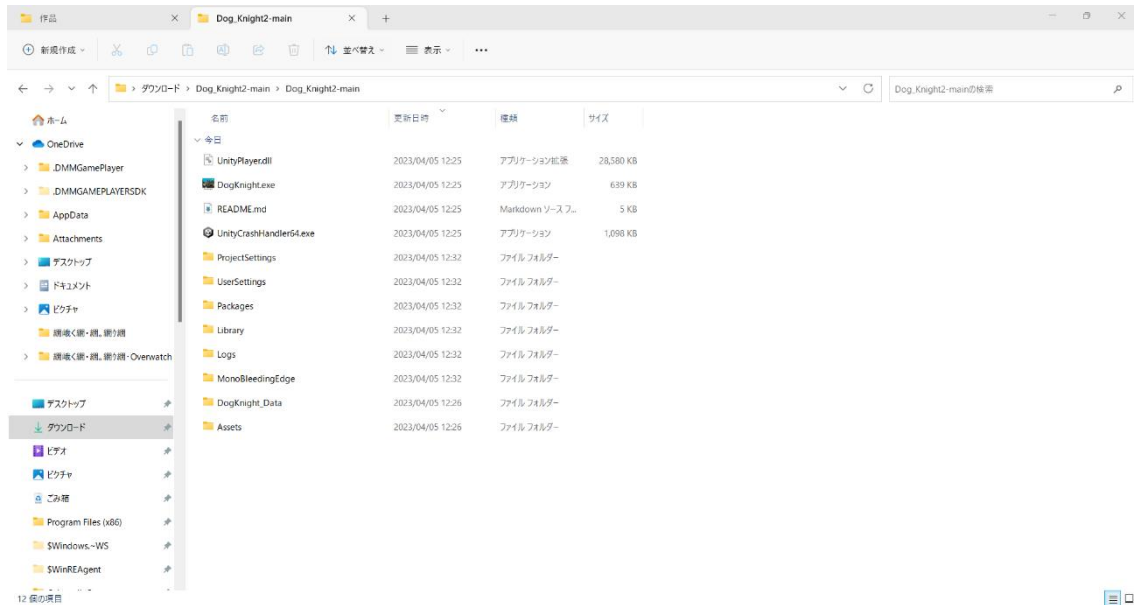 作品
Dog_Knight2-main
新規作成
並べ替え
表示
ダウンロード > Dog_Knight2-main > Dog_Knight2-main
Dog_Knight2-mainの検索
ホーム
OneDrive
.DMMGamePlayer
.DMMGAMEPLAYERSDK
AppData
Attachments
デスクトップ
ドキュメント
ピクチャ
デスクトップ
ダウンロード
ビデオ
ピクチャ
ごみ箱
Program Files (x86)
$Windows.~WS
$WinREAgent
名前 更新日時 種類 サイズ
今日
UnityPlayer.dll 2023/04/05 12:25 アプリケーション拡張 28,580 KB
DogKnight.exe 2023/04/05 12:25 アプリケーション 639 KB
README.md 2023/04/05 12:25 Markdown ソース フ... 5 KB
UnityCrashHandler64.exe 2023/04/05 12:25 アプリケーション 1,098 KB
ProjectSettings 2023/04/05 12:32 ファイル フォルダー
UserSettings 2023/04/05 12:32 ファイル フォルダー
Packages 2023/04/05 12:32 ファイル フォルダー
Library 2023/04/05 12:32 ファイル フォルダー
Logs 2023/04/05 12:32 ファイル フォルダー
MonoBleedingEdge 2023/04/05 12:32 ファイル フォルダー
DogKnight_Data 2023/04/05 12:26 ファイル フォルダー
Assets 2023/04/05 12:26 ファイル フォルダー
12 個の項目